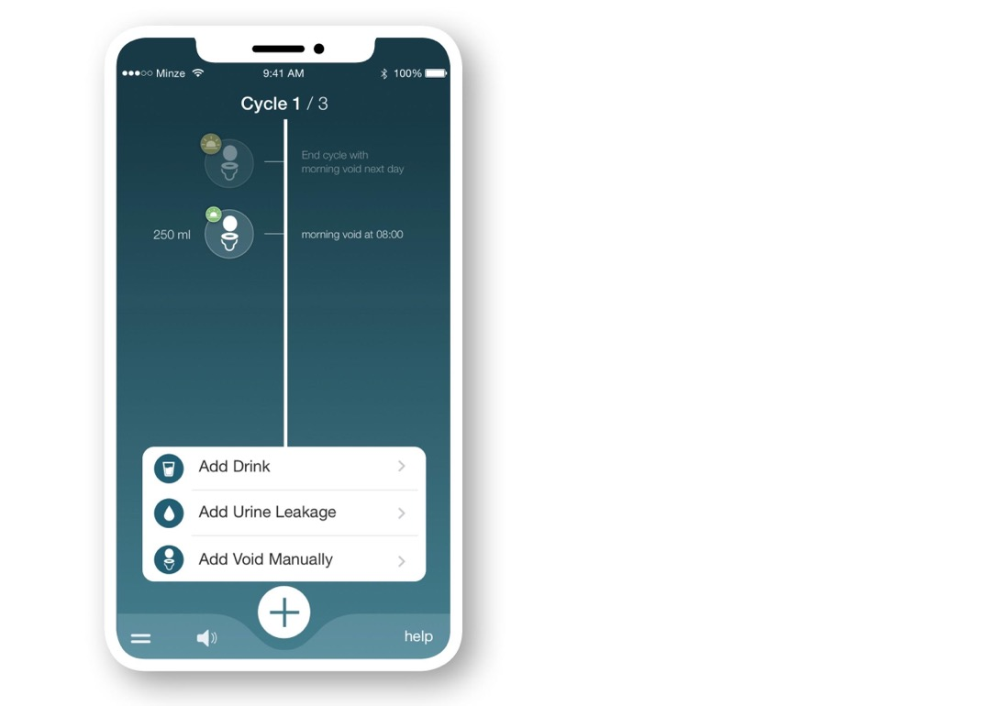 Minze 9:41 AM 100%
Cycle 1 / 3
End cycle with
morning void next day
250 ml morning void at 08:00
Add Drink
Add Urine Leakage
Add Void Manually
help